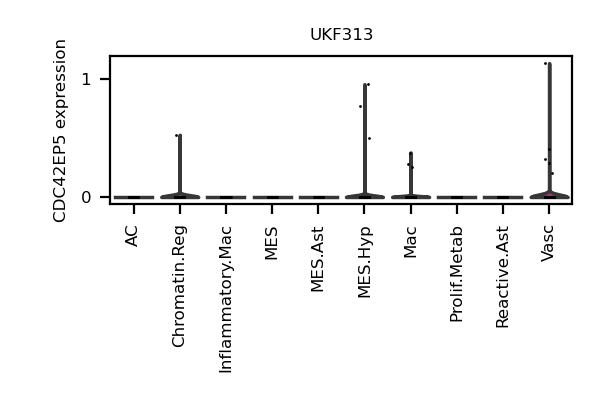 UKF313
CDC42EP5 expression
1
0
AC
Chromatin.Reg
Inflammatory.Mac
MES
MES.Ast
MES.Hyp
Mac
Prolif.Metab
Reactive.Ast
Vasc